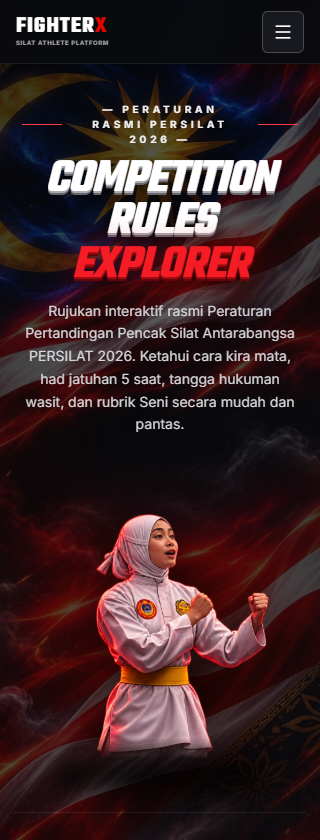 FIGHTERX
SILAT ATHLETE PLATFORM
— PERATURAN
RASMI PERSILAT
2026 —
COMPETITION
RULES
EXPLORER
Rujukan interaktif rasmi Peraturan
Pertandingan Pencak Silat Antarabangsa
PERSILAT 2026. Ketahui cara kira mata,
had jatuhan 5 saat, tangga hukuman
wasit, dan rubrik Seni secara mudah dan
pantas.